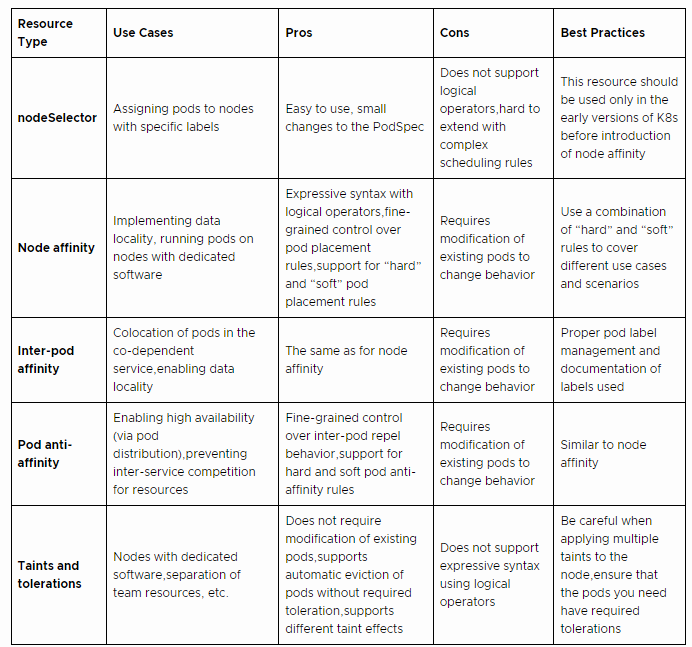 Resource
Type
Use Cases
Pros
Cons
Best Practices
nodeSelector
Assigning pods to nodes
with specific labels
Easy to use, small
changes to the PodSpec
Does not support
logical
operators,hard to
extend with
complex
scheduling rules
This resource should
be used only in the
early versions of K8s
before introduction
of node affinity
Node affinity
Implementing data
locality, running pods on
nodes with dedicated
software
Expressive syntax with
logical operators,fine-
grained control over
pod placement
rules,support for “hard”
and “soft” pod
placement rules
Requires
modification of
existing pods to
change behavior
Use a combination
of “hard” and “soft”
rules to cover
different use cases
and scenarios
Inter-pod
affinity
Colocation of pods in the
co-dependent
service,enabling data
locality
The same as for node
affinity
Requires
modification of
existing pods to
change behavior
Proper pod label
management and
documentation of
labels used
Pod anti-
affinity
Enabling high availability
(via pod
distribution),preventing
inter-service competition
for resources
Fine-grained control
over inter-pod repel
behavior,support for
hard and soft pod anti-
affinity rules
Requires
modification of
existing pods to
change behavior
Similar to node
affinity
Taints and
tolerations
Nodes with dedicated
software,separation of
team resources, etc.
Does not require
modification of existing
pods,supports
automatic eviction of
pods without required
toleration,supports
different taint effects
Does not support
expressive syntax
using logical
operators
Be careful when
applying multiple
taints to the
node,ensure that
the pods you need
have required
tolerations